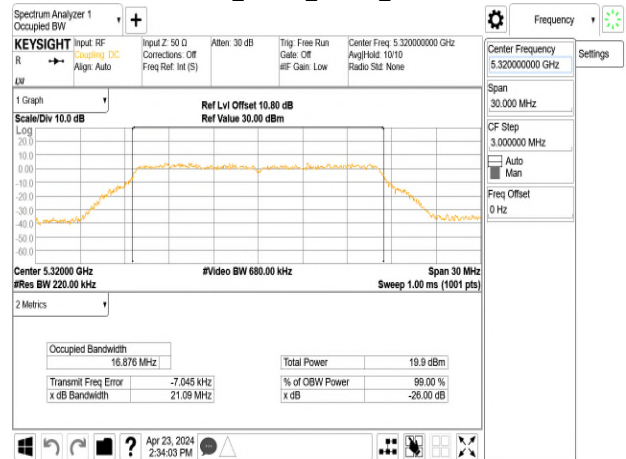 Spectrum Analyzer 1
Occupied BW
+
Frequency
KEYSIGHT
R
LXI
Input: RF
Coupling: DC
Align: Auto
Input Z: 50 Ω
Corrections: Off
Freq Ref: Int (S)
Atten: 30 dB
Trig: Free Run
Gate: Off
#IF Gain: Low
Center Freq: 5.320000000 GHz
Avg|Hold: 10/10
Radio Std: None
Center Frequency
5.320000000 GHz
Settings
Span
30.000 MHz
CF Step
3.000000 MHz
Auto
Man
Freq Offset
0 Hz
1 Graph
Scale/Div 10.0 dB
Ref Lvl Offset 10.80 dB
Ref Value 30.00 dBm
Log
20.0
10.0
0.00
-10.0
-20.0
-30.0
-40.0
-50.0
-60.0
Center 5.32000 GHz
#Res BW 220.00 kHz
#Video BW 680.00 kHz
Span 30 MHz
Sweep 1.00 ms (1001 pts)
2 Metrics
Occupied Bandwidth
16.876 MHz
Total Power 19.9 dBm
Transmit Freq Error -7.045 kHz
% of OBW Power 99.00 %
x dB Bandwidth 21.09 MHz
x dB -26.00 dB
?
Apr 23, 2024
2:34:03 PM